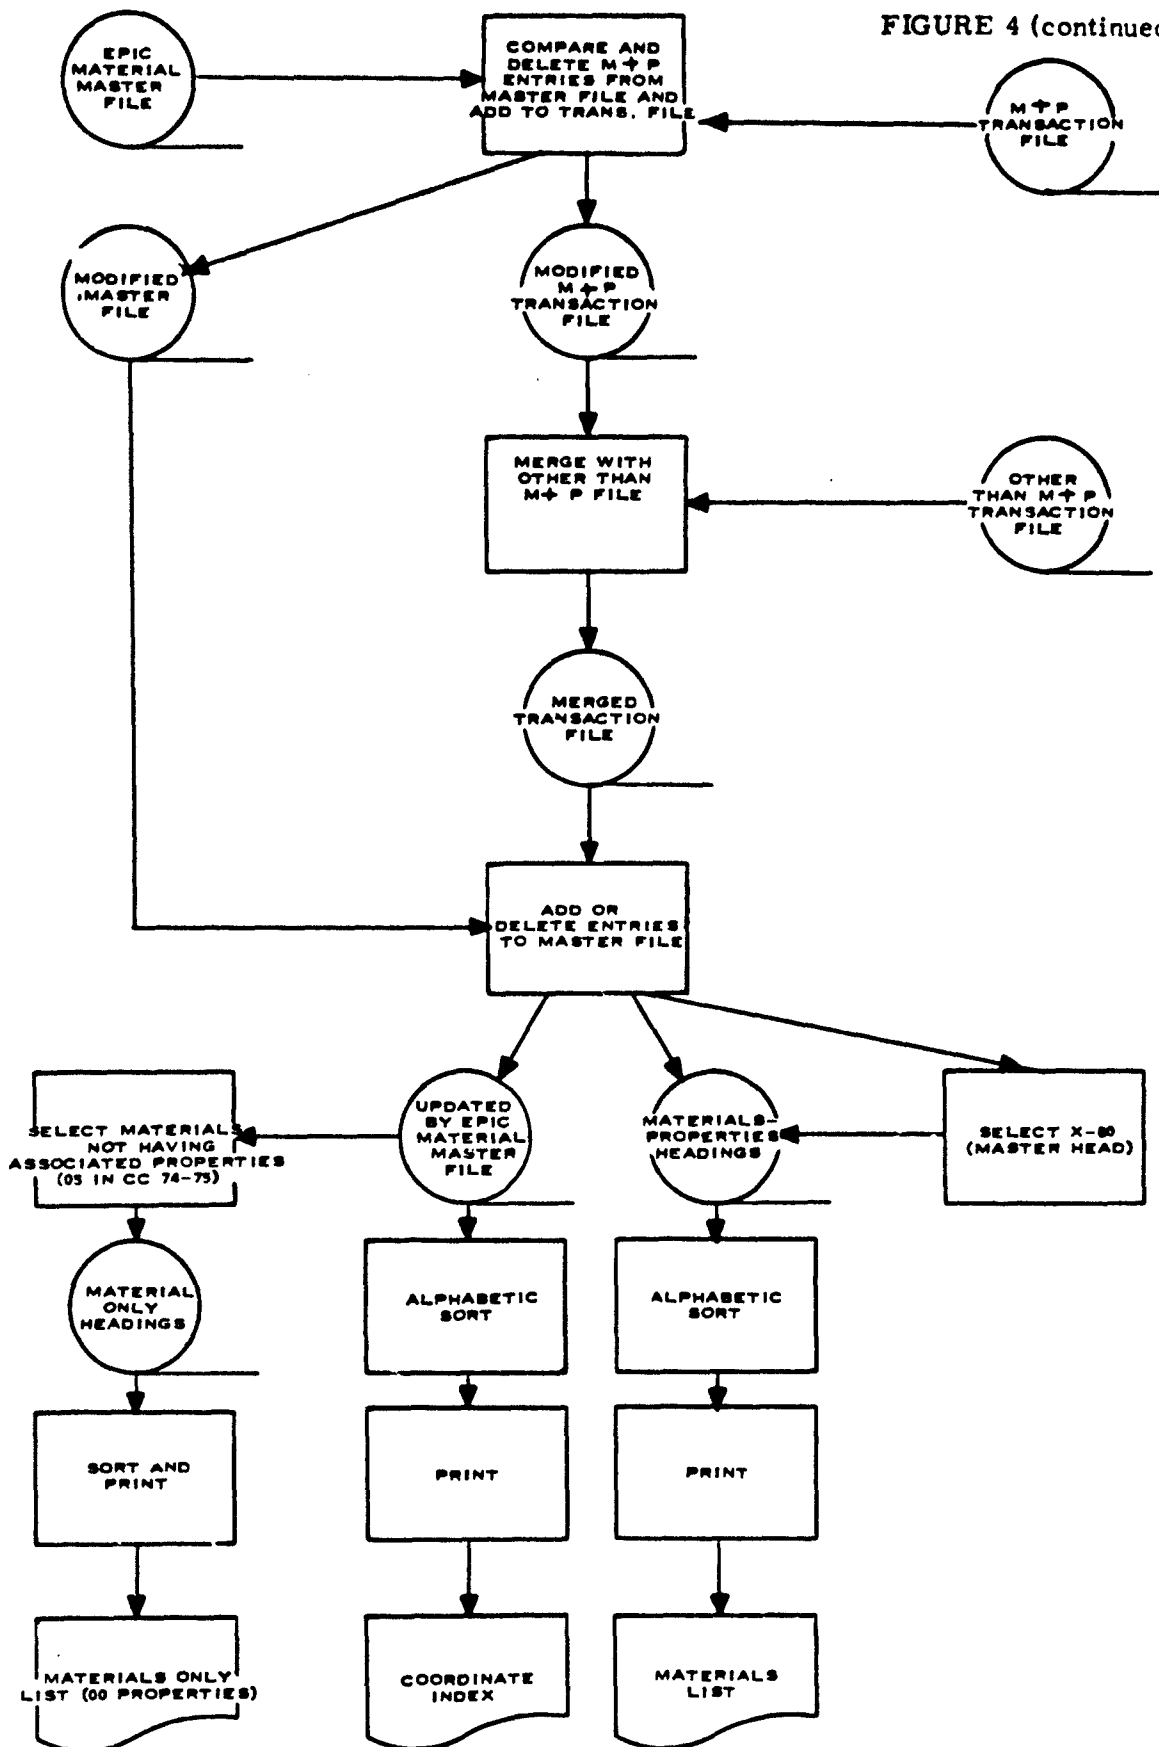 FIGURE 4 (continued
EPIC
MATERIAL
MASTER
FILE
COMPARE AND
DELETE M+P
ENTRIES FROM
MASTER FILE AND
ADD TO TRANS. FILE
M+P
TRANSACTION
FILE
MODIFIED
MASTER
FILE
MODIFIED
M+P
TRANSACTION
FILE
MERGE WITH
OTHER THAN
M+P FILE
OTHER
THAN M+P
TRANSACTION
FILE
MERGED
TRANSACTION
FILE
ADD OR
DELETE ENTRIES
TO MASTER FILE
SELECT MATERIALS
NOT HAVING
ASSOCIATED PROPERTIES
(05 IN CC 74-75)
UPDATED
BY EPIC
MATERIAL
MASTER
FILE
MATERIALS-
PROPERTIES
HEADINGS
SELECT X-80
(MASTER HEAD)
MATERIAL
ONLY
HEADINGS
ALPHABETIC
SORT
ALPHABETIC
SORT
SORT AND
PRINT
PRINT
PRINT
MATERIALS ONLY
LIST (00 PROPERTIES)
COORDINATE
INDEX
MATERIALS
LIST